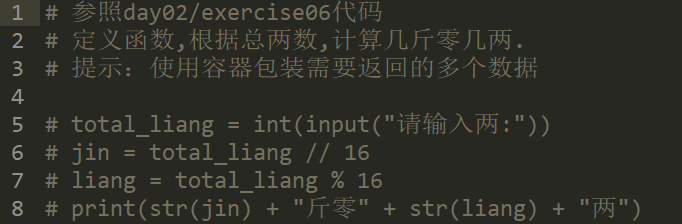 1 # 参照day02/exercise06代码
2 # 定义函数,根据总两数,计算几斤零几两.
3 # 提示：使用容器包装需要返回的多个数据
4
5 # total_liang = int(input("请输入两:"))
6 # jin = total_liang // 16
7 # liang = total_liang % 16
8 # print(str(jin) + "斤零" + str(liang) + "两")